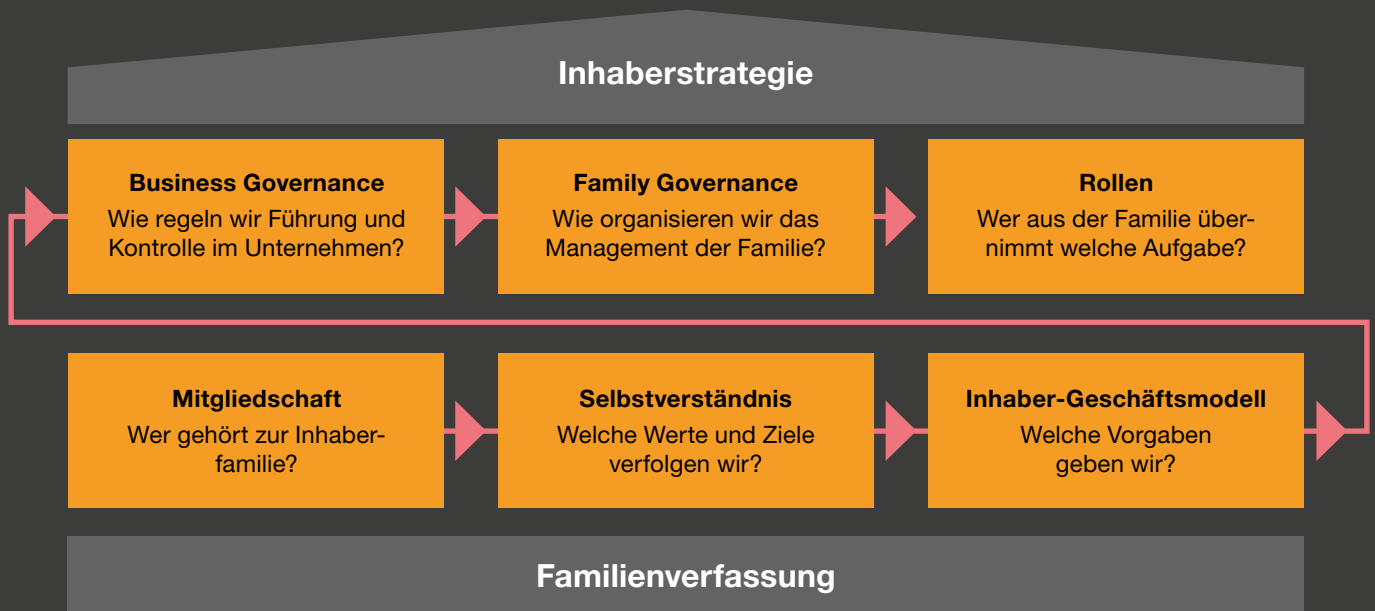 Inhaberstrategie
Business Governance
Wie regeln wir Führung und
Kontrolle im Unternehmen?
Family Governance
Wie organisieren wir das
Management der Familie?
Rollen
Wer aus der Familie über-
nimmt welche Aufgabe?
Mitgliedschaft
Wer gehört zur Inhaber-
familie?
Selbstverständnis
Welche Werte und Ziele
verfolgen wir?
Inhaber-Geschäftsmodell
Welche Vorgaben
geben wir?
Familienverfassung